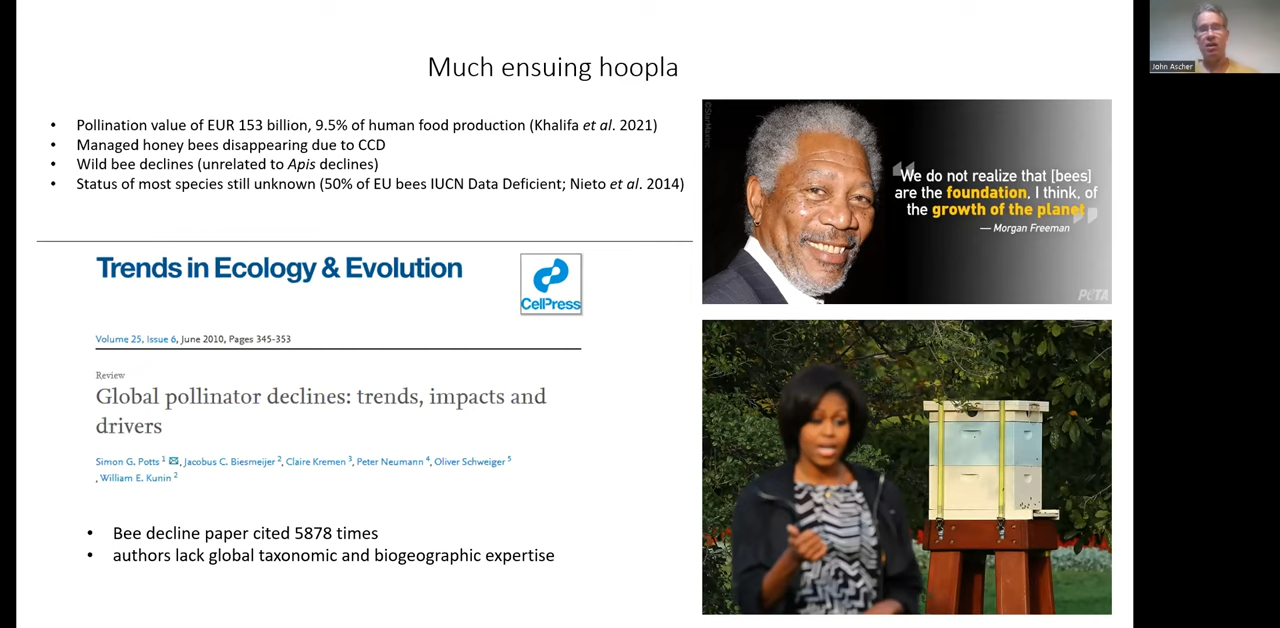 Much ensuing hoopla
• Pollination value of EUR 153 billion, 9.5% of human food production (Khalifa et al. 2021)
• Managed honey bees disappearing due to CCD
• Wild bee declines (unrelated to Apis declines)
• Status of most species still unknown (50% of EU bees IUCN Data Deficient; Nieto et al. 2014)
Trends in Ecology & Evolution
CellPress
Volume 25, Issue 6, June 2010, Pages 345-353
Review
Global pollinator declines: trends, impacts and
drivers
Simon G. Potts 1, Jacobus C. Biesmeijer 2, Claire Kremen 3, Peter Neumann 4, Oliver Schweiger 5
, William E. Kunin 2
• Bee decline paper cited 5878 times
• authors lack global taxonomic and biogeographic expertise
©StarMaxInc
“We do not realize that [bees]
are the foundation, I think, of
the growth of the planet”
— Morgan Freeman
PETA
John Ascher